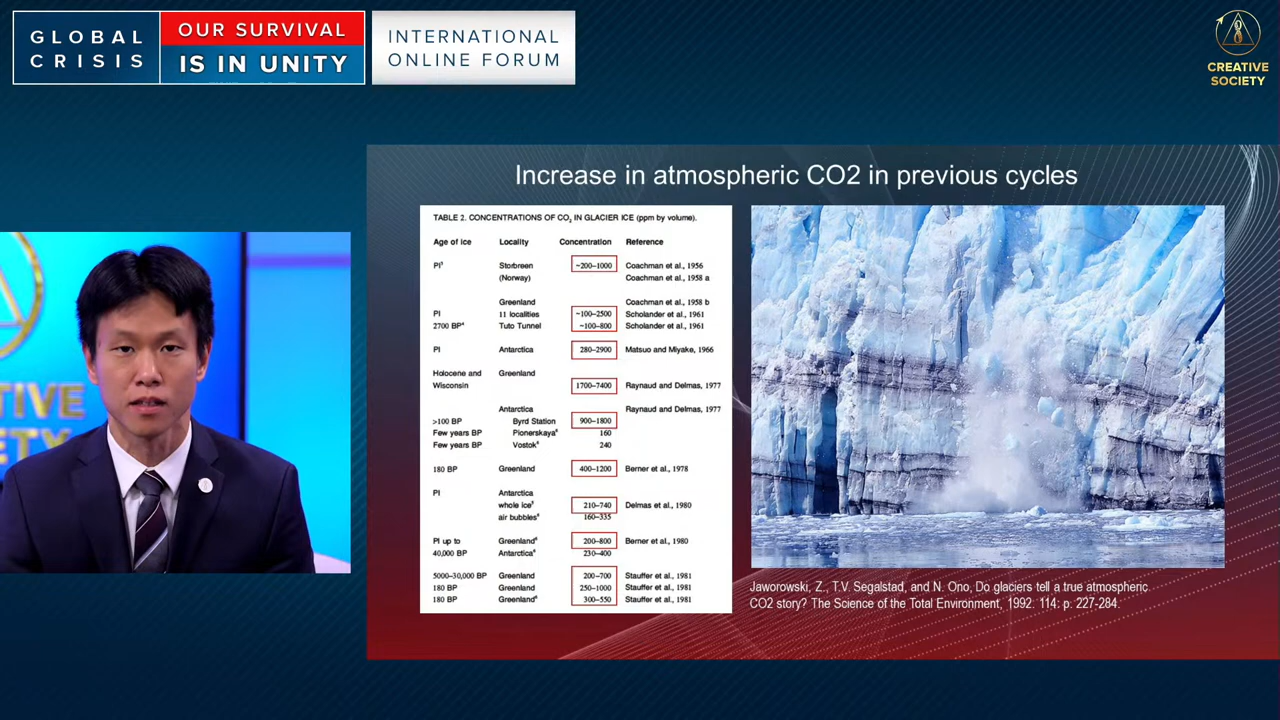 GLOBAL
CRISIS
OUR SURVIVAL
IS IN UNITY
INTERNATIONAL
ONLINE FORUM
CREATIVE
SOCIETY
Increase in atmospheric CO2 in previous cycles
TABLE 2. CONCENTRATIONS OF CO₂ IN GLACIER ICE (ppm by volume).
Age of ice Locality Concentration Reference
PI¹ Storbreen ~200–1000 Coachman et al., 1956
(Norway) Coachman et al., 1958 a
Greenland Coachman et al., 1958 b
PI 11 localities ~100–2500 Scholander et al., 1961
2700 BP⁴ Tuto Tunnel ~100–800 Scholander et al., 1961
PI Antarctica 280–2900 Matsuo and Miyake, 1966
Holocene and Greenland
Wisconsin 1700–7400 Raynaud and Delmas, 1977
Antarctica Raynaud and Delmas, 1977
>100 BP Byrd Station 900–1800
Few years BP Pionerskaya 160
Few years BP Vostok 240
180 BP Greenland 400–1200 Berner et al., 1978
PI Antarctica
whole ice 210–740 Delmas et al., 1980
air bubbles 160–335
PI up to Greenland 200–800 Berner et al., 1980
40,000 BP Antarctica 230–400
5000–30,000 BP Greenland 200–700 Stauffer et al., 1981
180 BP Greenland 250–1000 Stauffer et al., 1981
180 BP Greenland 300–550 Stauffer et al., 1981
Jaworowski, Z., T.V. Segalstad, and N. Ono, Do glaciers tell a true atmospheric
CO2 story? The Science of the Total Environment, 1992. 114: p. 227-284.
TIVE
ETY